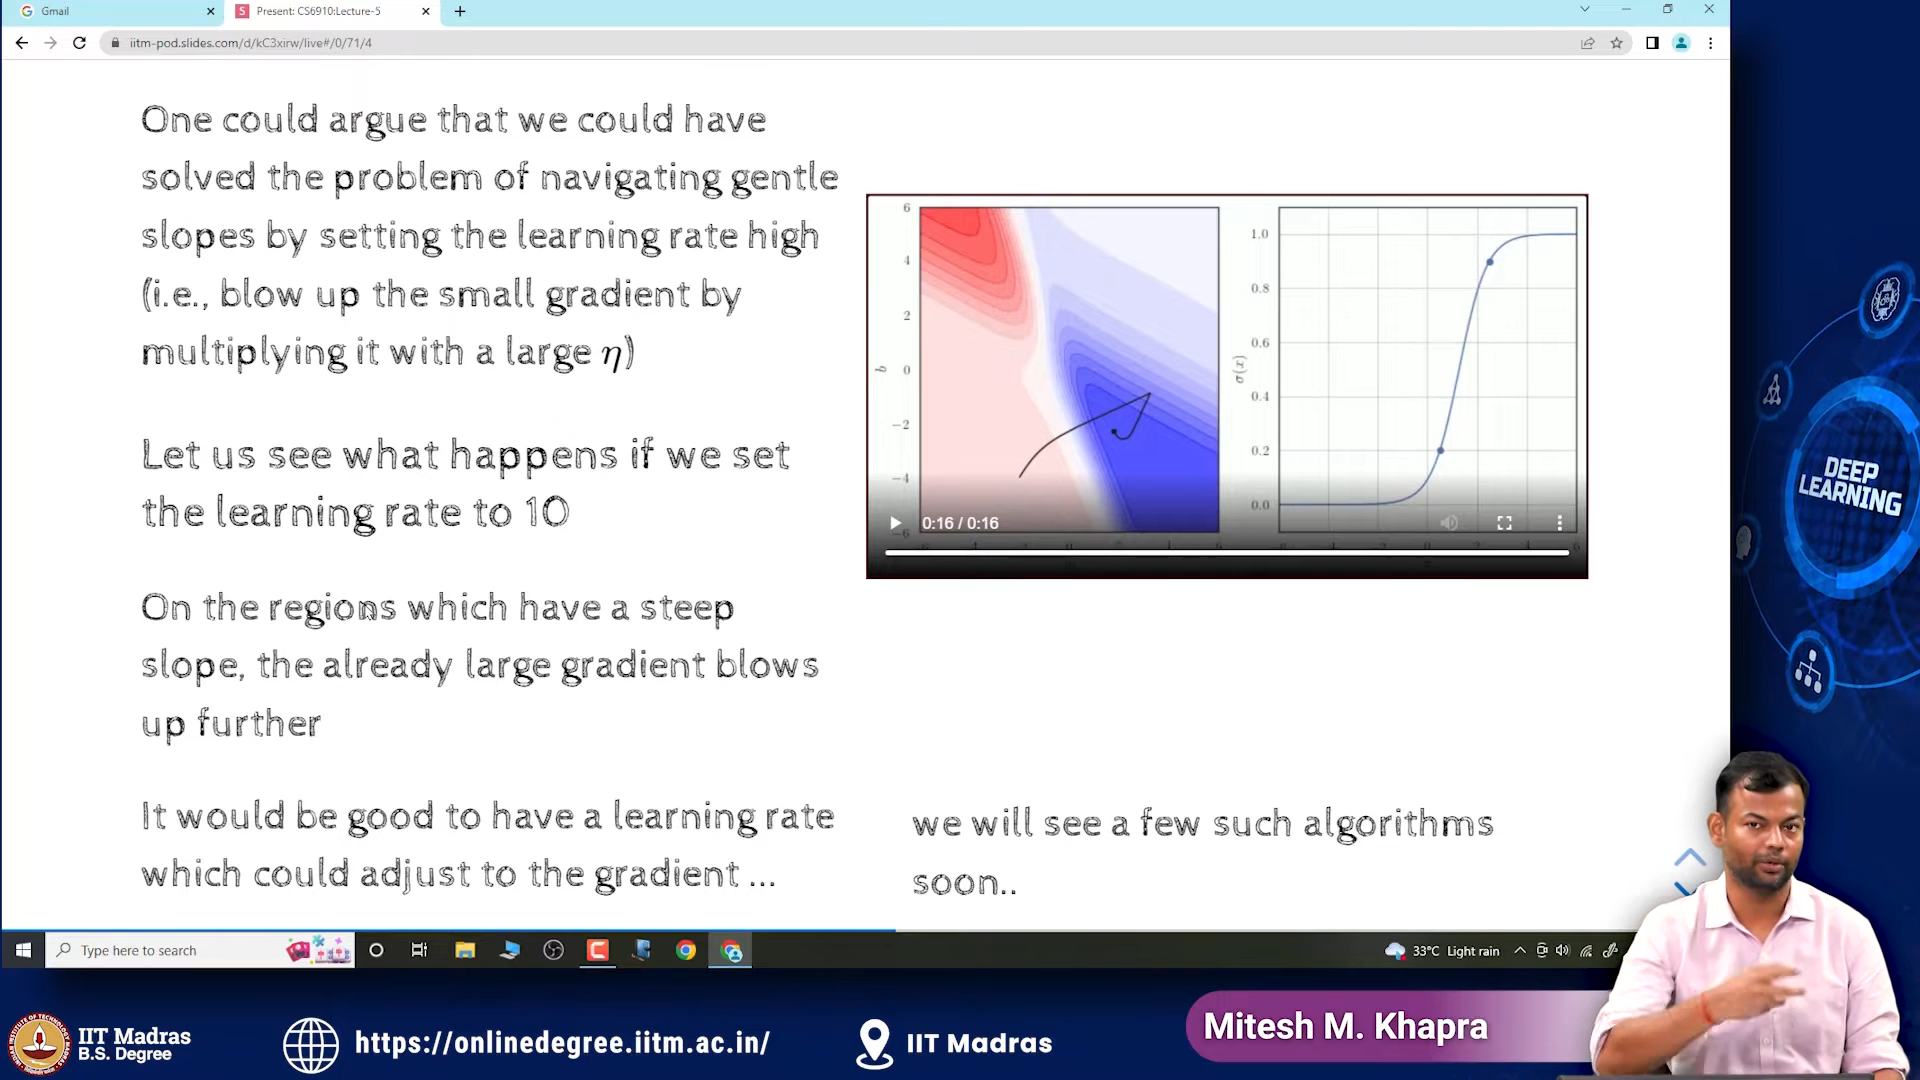 Gmail
Present: CS6910:Lecture-5
iitm-pod.slides.com/d/kC3xirw/live#/0/71/4
One could argue that we could have
solved the problem of navigating gentle
slopes by setting the learning rate high
(i.e., blow up the small gradient by
multiplying it with a large η)
Let us see what happens if we set
the learning rate to 10
On the regions which have a steep
slope, the already large gradient blows
up further
It would be good to have a learning rate
which could adjust to the gradient ...
6
4
2
0
−2
−4
−6
b
1.0
0.8
0.6
0.4
0.2
0.0
σ(x)
0:16 / 0:16
we will see a few such algorithms
soon..
DEEP
LEARNING
Type here to search
33°C Light rain
IIT Madras
B.S. Degree
https://onlinedegree.iitm.ac.in/
IIT Madras
Mitesh M. Khapra